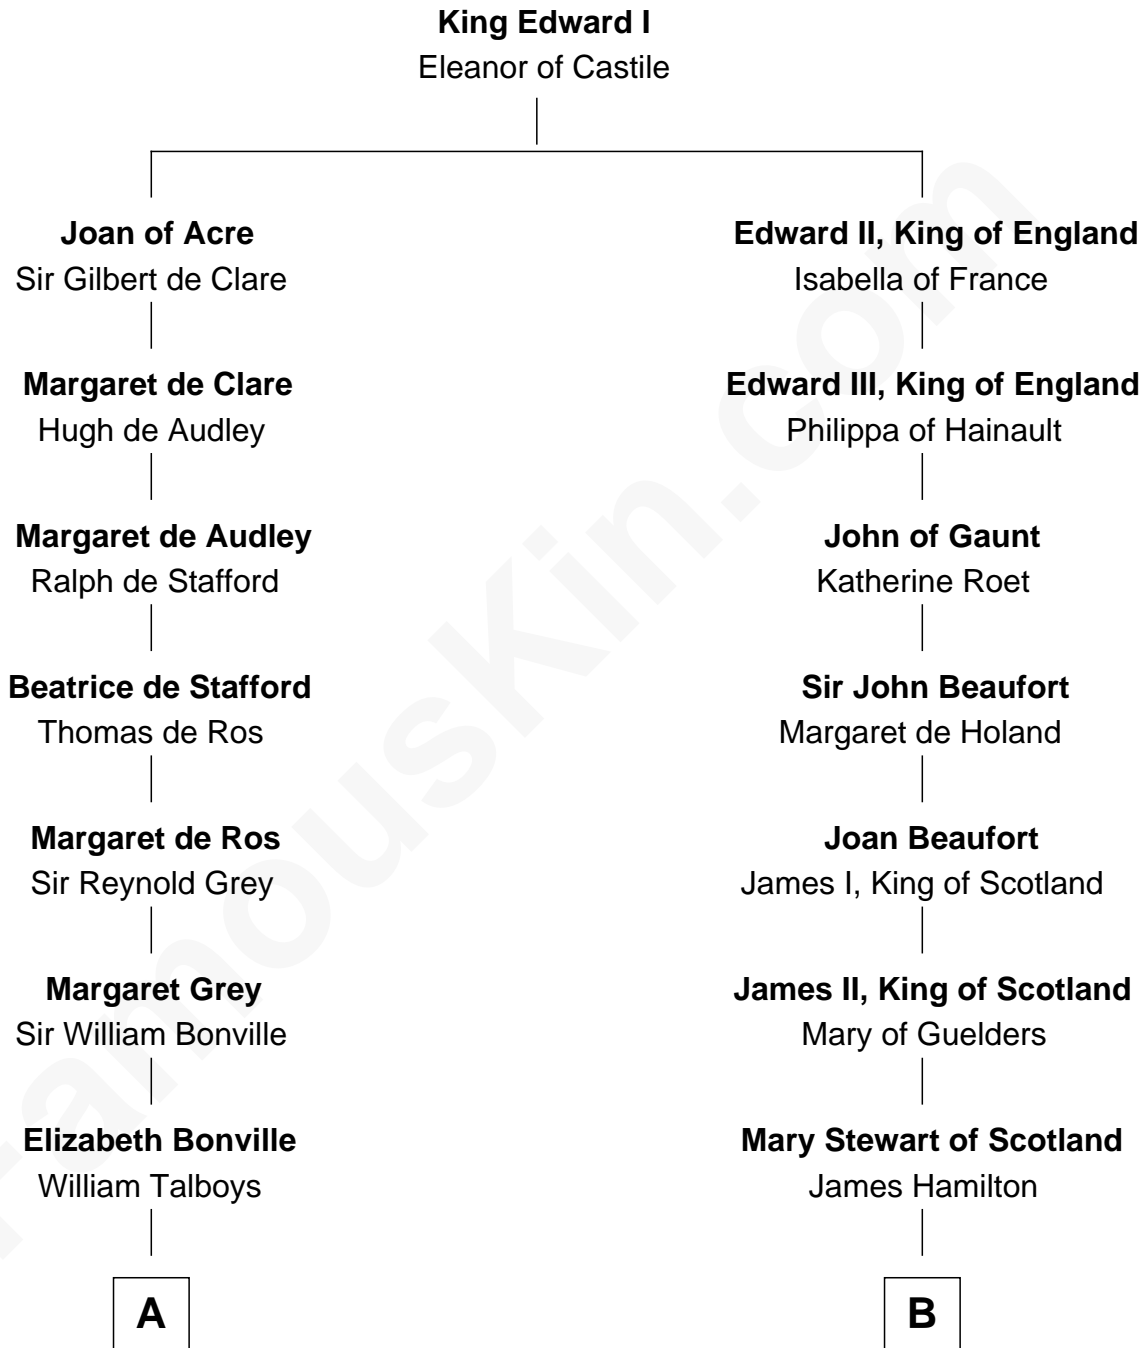 King Edward I
Eleanor of Castile
Joan of Acre
Sir Gilbert de Clare
Margaret de Clare
Hugh de Audley
Margaret de Audley
Ralph de Stafford
Beatrice de Stafford
Thomas de Ros
Margaret de Ros
Sir Reynold Grey
Margaret Grey
Sir William Bonville
Elizabeth Bonville
William Talboys
A
Edward II, King of England
Isabella of France
Edward III, King of England
Philippa of Hainault
John of Gaunt
Katherine Roet
Sir John Beaufort
Margaret de Holand
Joan Beaufort
James I, King of Scotland
James II, King of Scotland
Mary of Guelders
Mary Stewart of Scotland
James Hamilton
B
FamousKin.com